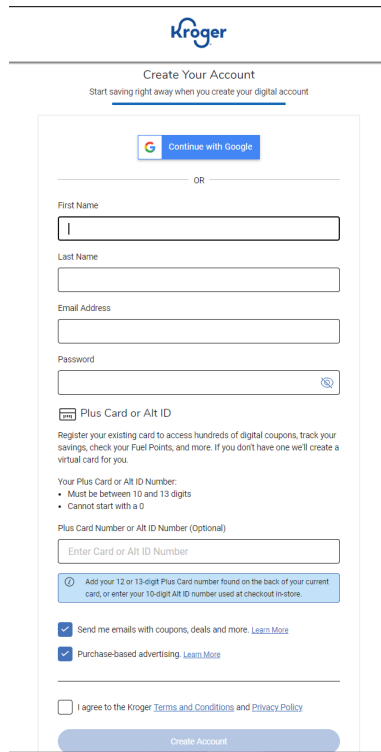 Kroger
Create Your Account
Start saving right away when you create your digital account
G Continue with Google
OR
First Name
Last Name
Email Address
Password
Plus Card or Alt ID
Register your existing card to access hundreds of digital coupons, track your
savings, check your Fuel Points, and more. If you don't have one we'll create a
virtual card for you.
Your Plus Card or Alt ID Number:
• Must be between 10 and 13 digits
• Cannot start with a 0
Plus Card Number or Alt ID Number (Optional)
Enter Card or Alt ID Number
Add your 12 or 13-digit Plus Card number found on the back of your current
card, or enter your 10-digit Alt ID number used at checkout in-store.
Send me emails with coupons, deals and more. Learn More
Purchase-based advertising. Learn More
I agree to the Kroger Terms and Conditions and Privacy Policy
Create Account